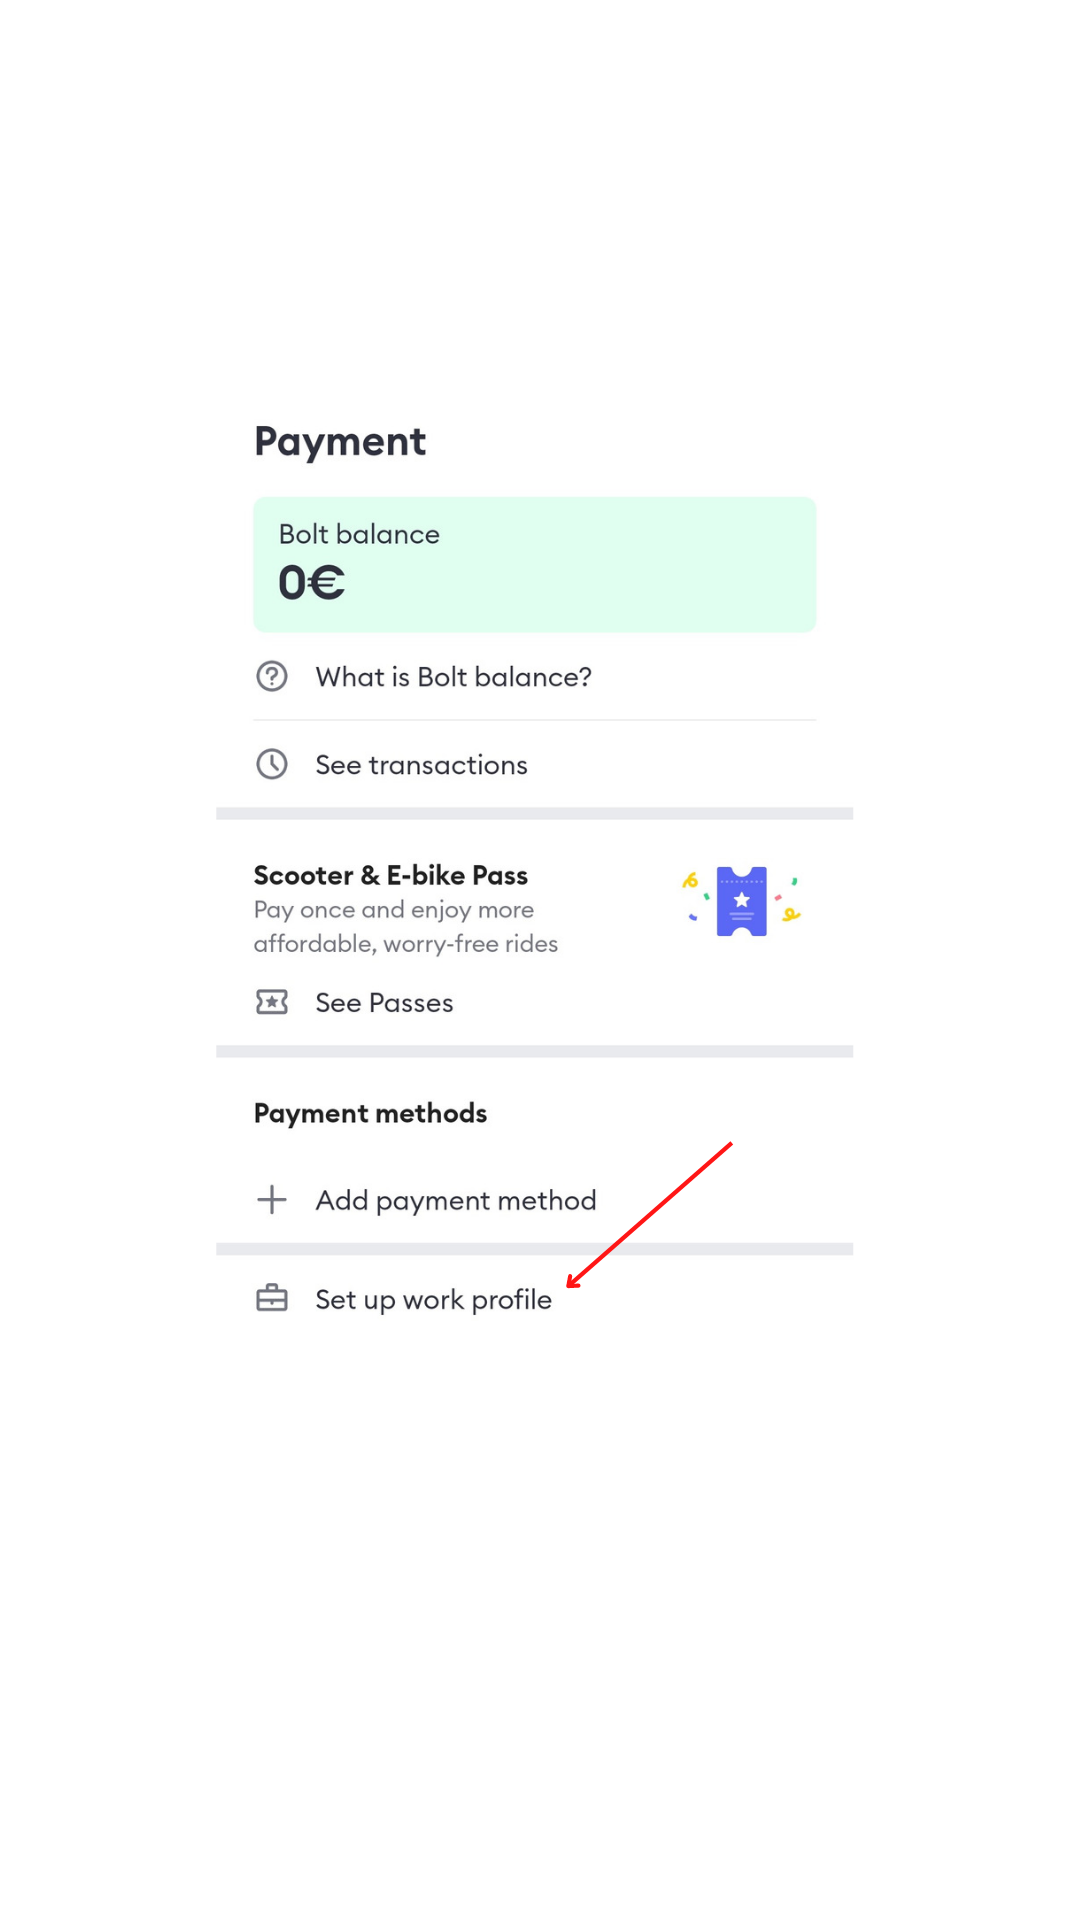 Payment
Bolt balance
0€
What is Bolt balance?
See transactions
Scooter & E-bike Pass
Pay once and enjoy more
affordable, worry-free rides
See Passes
Payment methods
Add payment method
Set up work profile